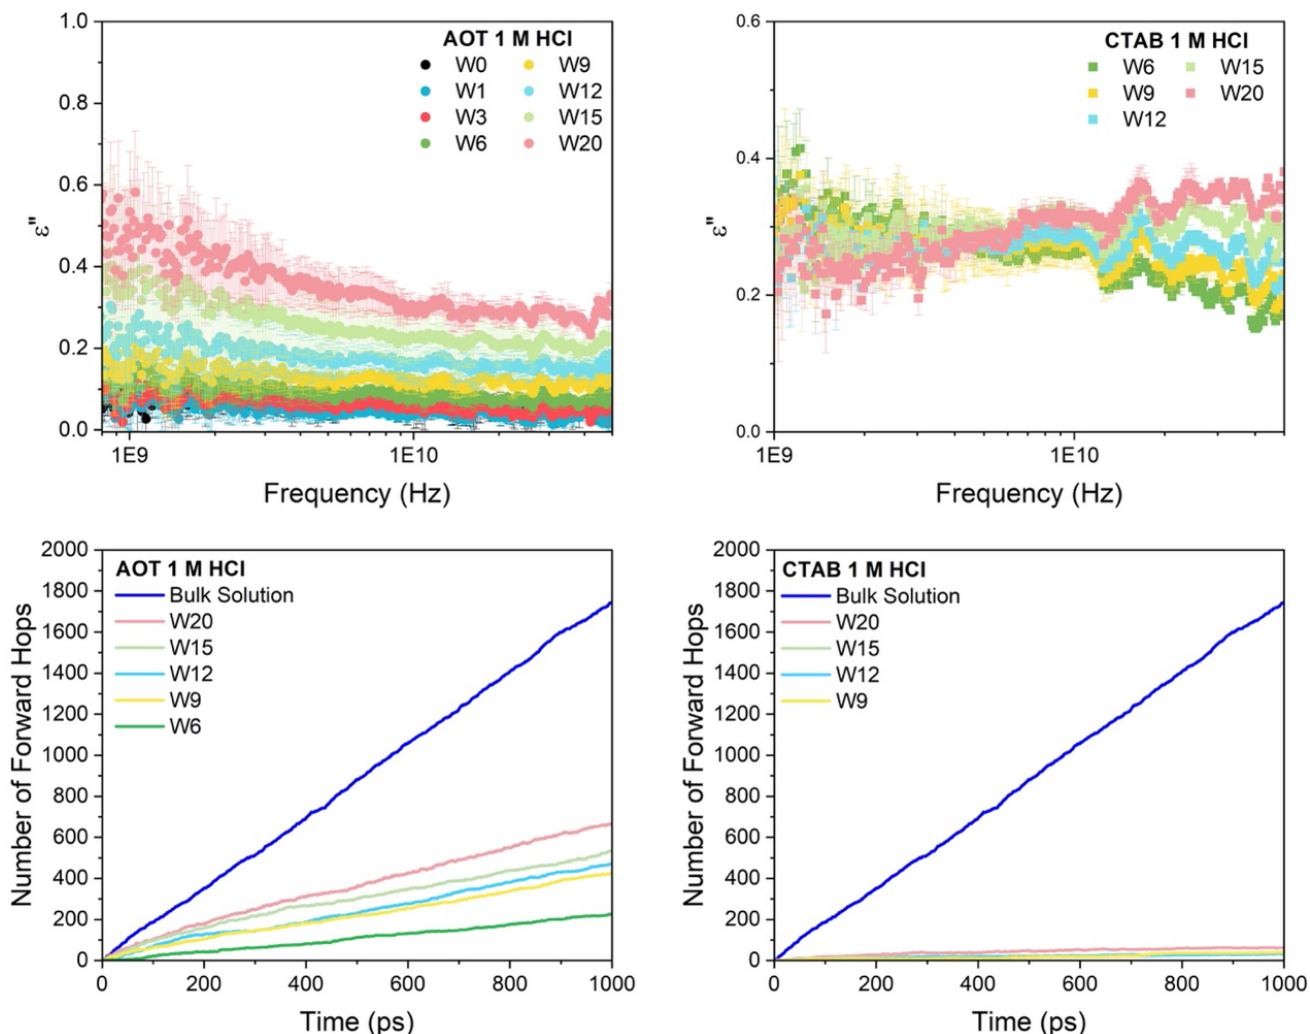 AOT 1 M HCl
W0 W9
W1 W12
W3 W15
W6 W20
1.0
0.8
0.6
0.4
0.2
0.0
ε"
1E9 1E10
Frequency (Hz)
CTAB 1 M HCl
W6 W15
W9 W20
W12
0.6
0.4
0.2
0.0
ε"
1E9 1E10
Frequency (Hz)
AOT 1 M HCl
Bulk Solution
W20
W15
W12
W9
W6
2000
1800
1600
1400
1200
1000
800
600
400
200
0
Number of Forward Hops
0 200 400 600 800 1000
Time (ps)
CTAB 1 M HCl
Bulk Solution
W20
W15
W12
W9
2000
1800
1600
1400
1200
1000
800
600
400
200
0
Number of Forward Hops
0 200 400 600 800 1000
Time (ps)